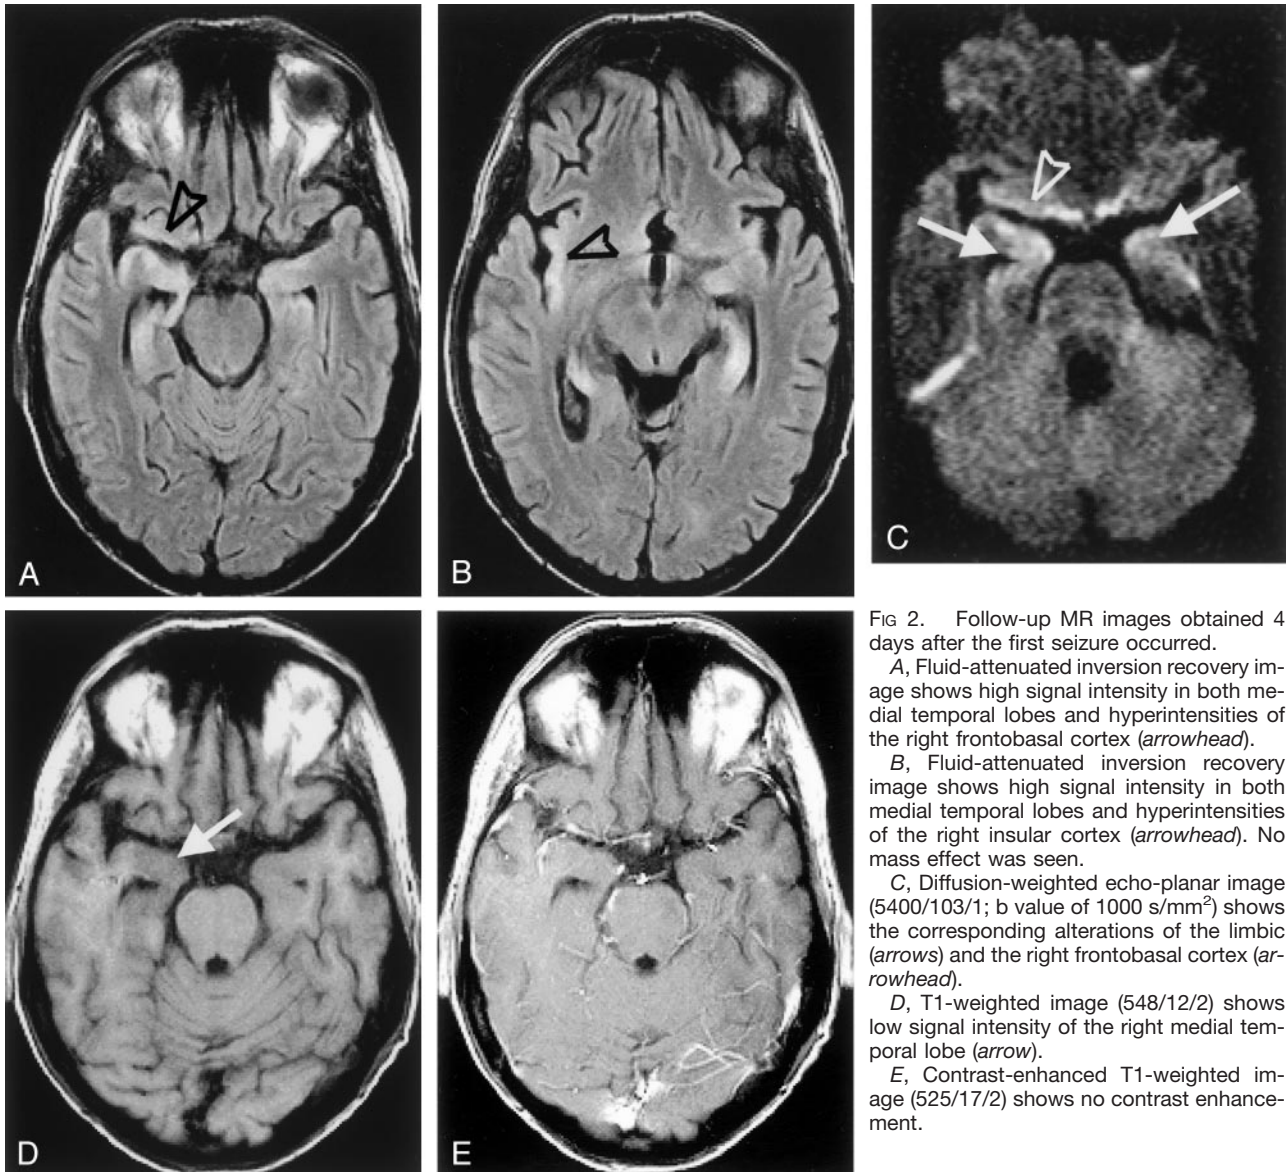 A
B
C
D
E
FIG 2. Follow-up MR images obtained 4
days after the first seizure occurred.
A, Fluid-attenuated inversion recovery im-
age shows high signal intensity in both me-
dial temporal lobes and hyperintensities of
the right frontobasal cortex (arrowhead).
B, Fluid-attenuated inversion recovery
image shows high signal intensity in both
medial temporal lobes and hyperintensities
of the right insular cortex (arrowhead). No
mass effect was seen.
C, Diffusion-weighted echo-planar image
(5400/103/1; b value of 1000 s/mm²) shows
the corresponding alterations of the limbic
(arrows) and the right frontobasal cortex (ar-
rowhead).
D, T1-weighted image (548/12/2) shows
low signal intensity of the right medial tem-
poral lobe (arrow).
E, Contrast-enhanced T1-weighted im-
age (525/17/2) shows no contrast enhance-
ment.